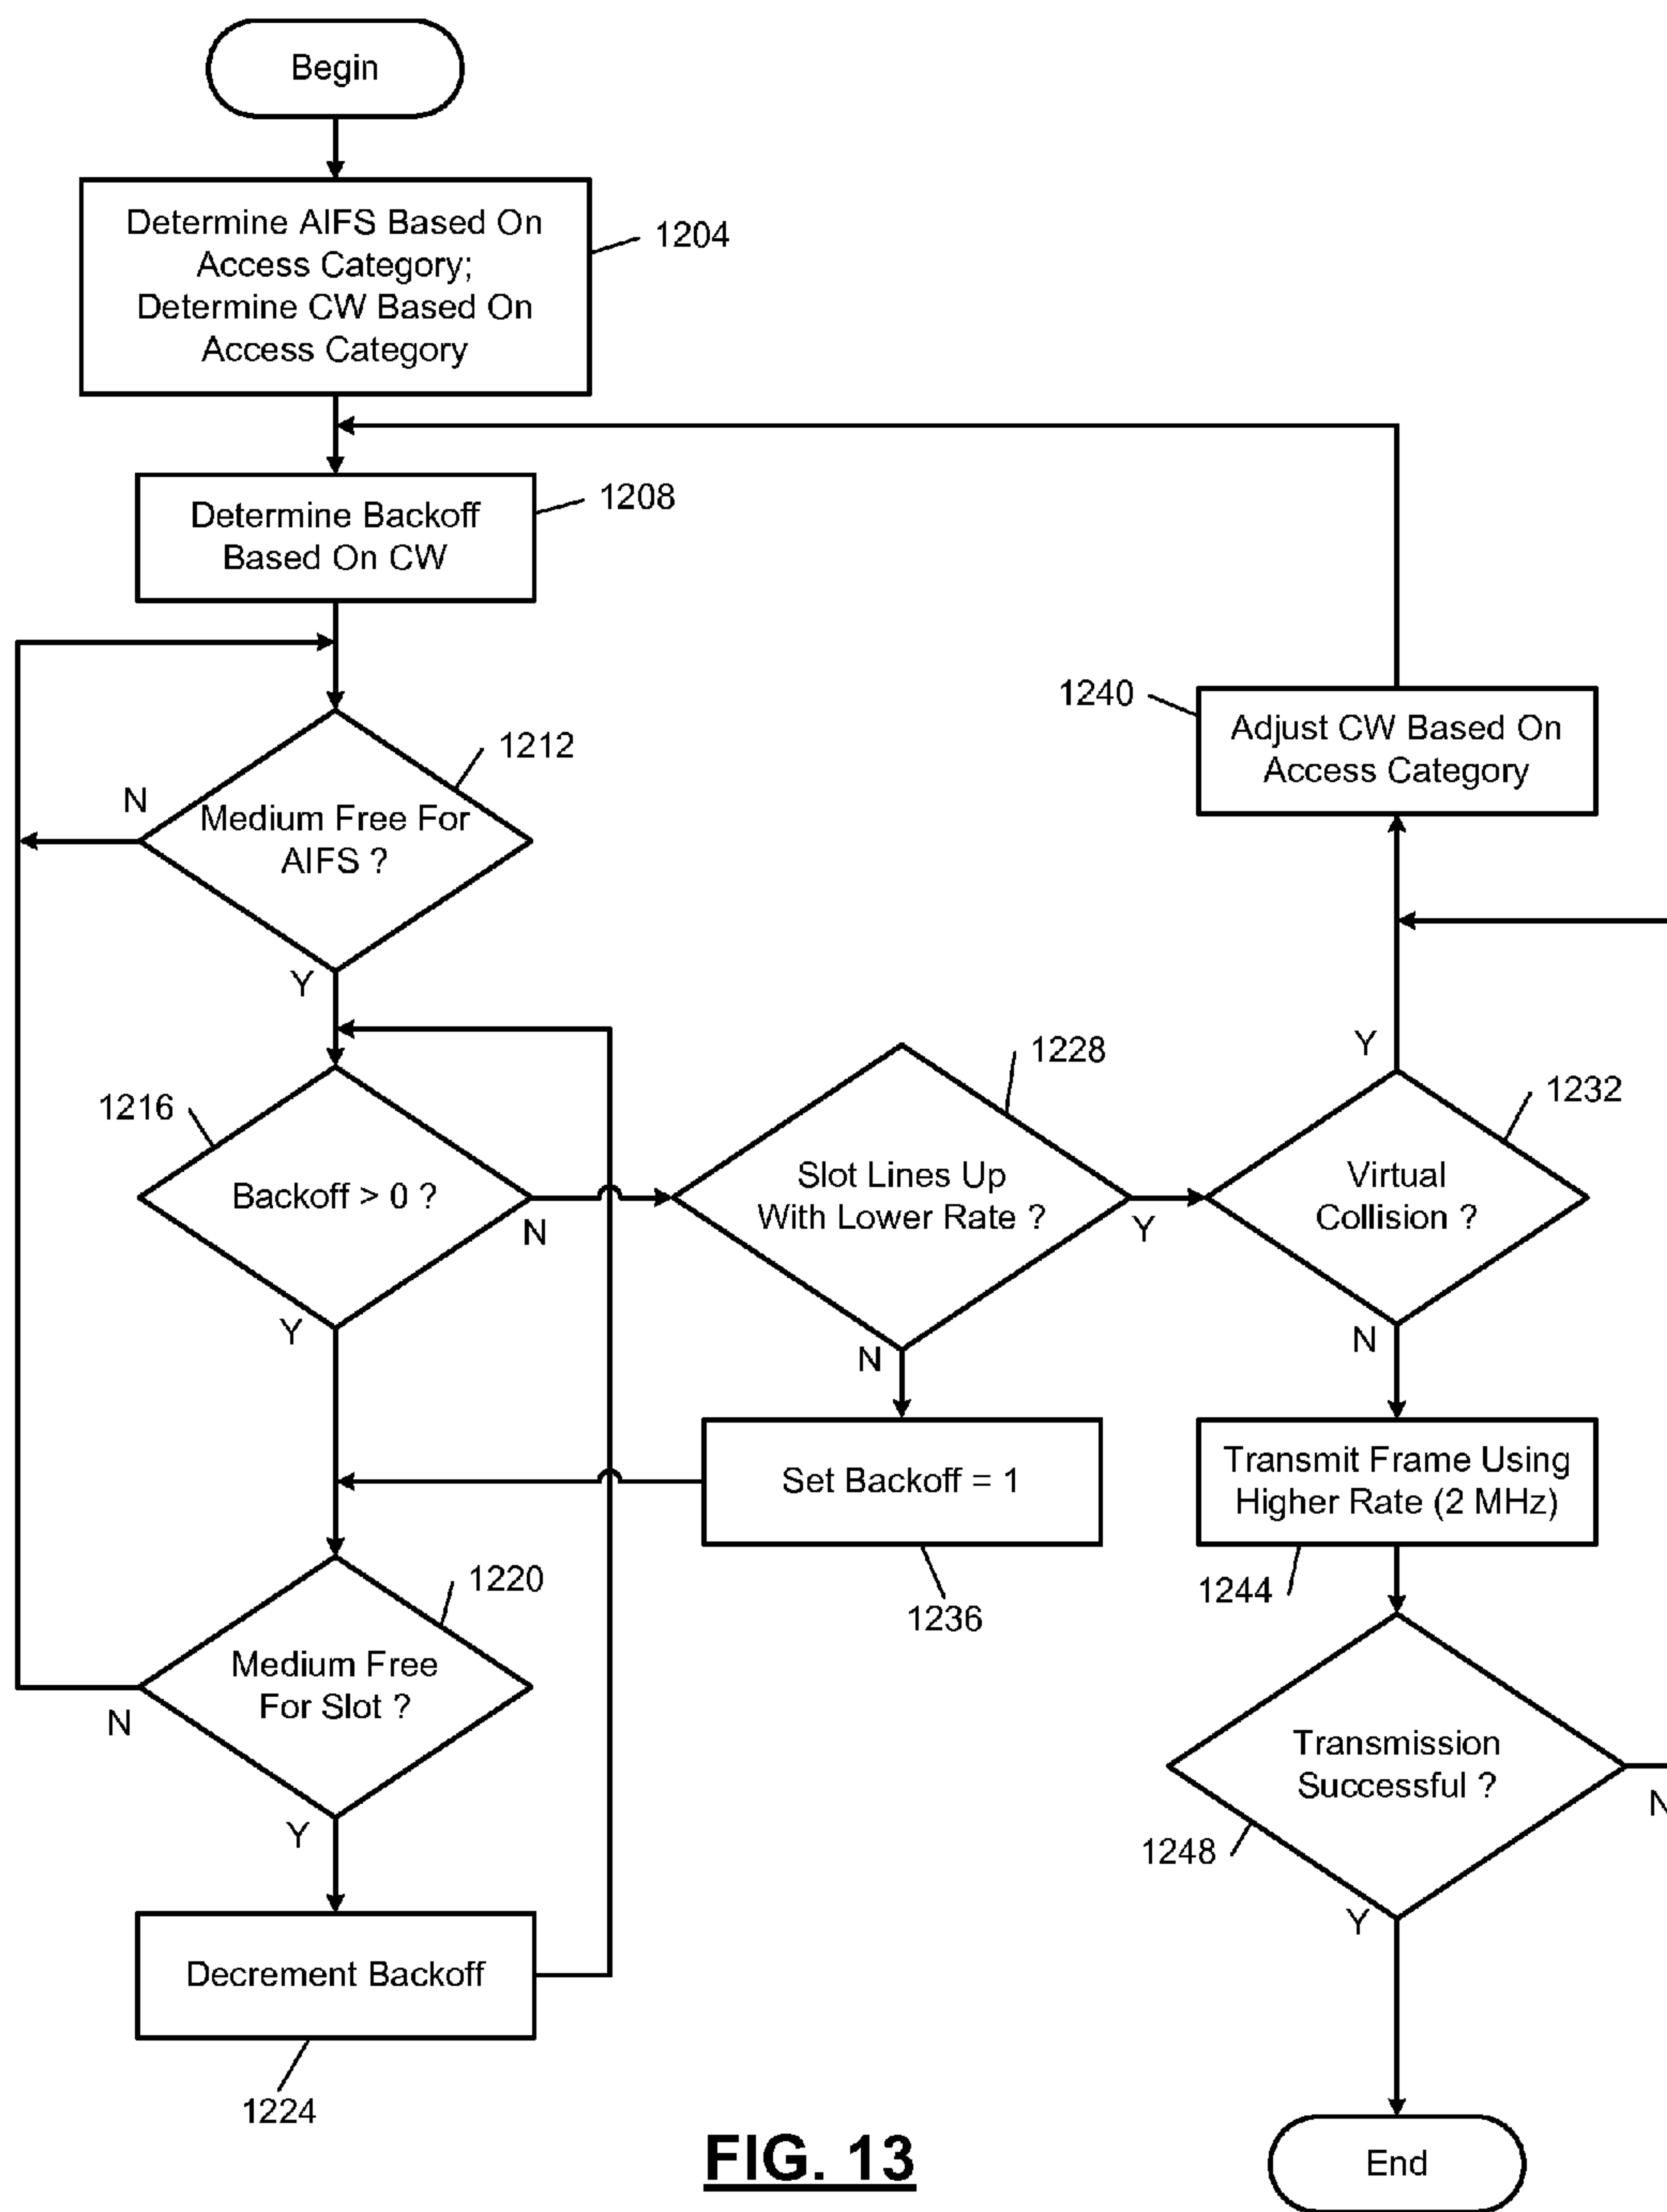 Begin
Determine AIFS Based On
Access Category;
Determine CW Based On
Access Category
1204
Determine Backoff
Based On CW
1208
Medium Free For
AIFS ?
1212
N
Y
Adjust CW Based On
Access Category
1240
Backoff > 0 ?
1216
N
Y
Slot Lines Up
With Lower Rate ?
1228
Y
N
Virtual
Collision ?
1232
Y
N
Set Backoff = 1
1236
Transmit Frame Using
Higher Rate (2 MHz)
1244
Medium Free
For Slot ?
1220
N
Y
Transmission
Successful ?
1248
N
Y
Decrement Backoff
1224
End
FIG. 13